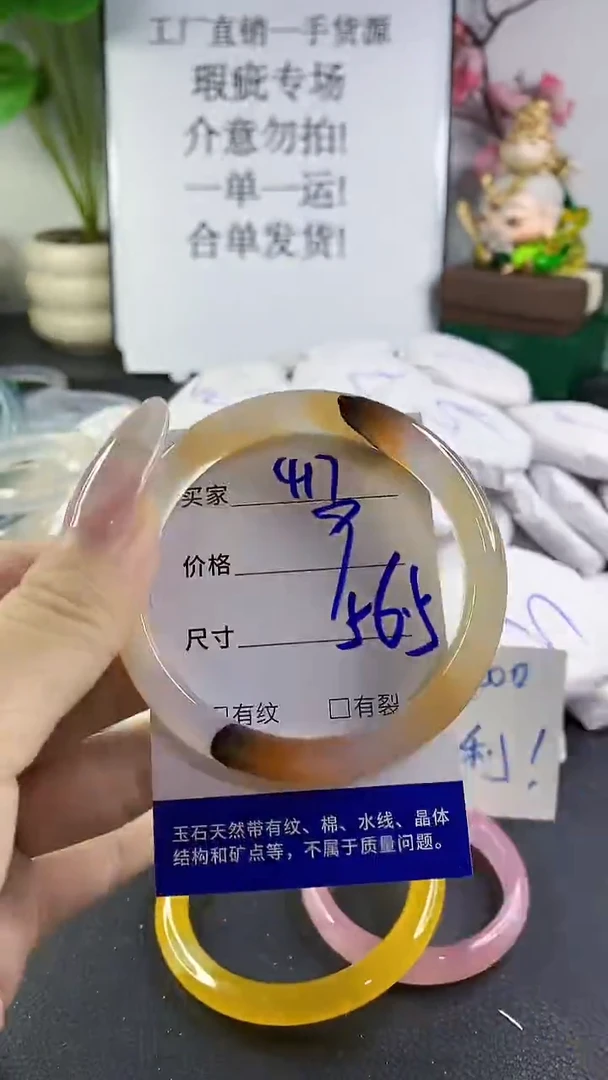 工厂直销一手货源
瑕疵专场
介意勿拍!
一单一运!
合单发货!
买家 417
价格
尺寸 56.5
□有纹 □有裂
利!
玉石天然带有纹、棉、水线、晶体
结构和矿点等，不属于质量问题。